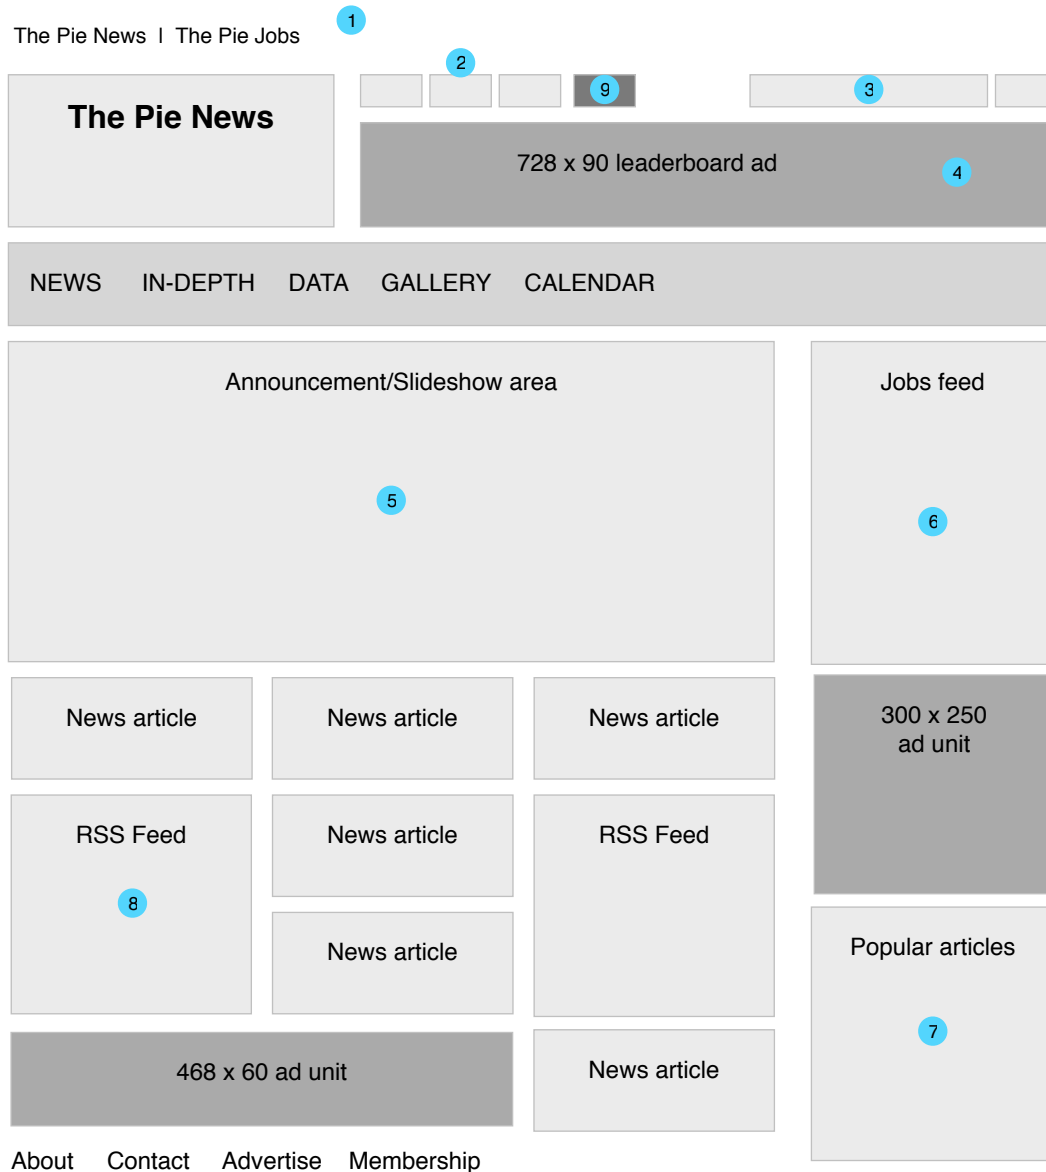 1
The Pie News | The Pie Jobs
2
The Pie News
9
3
728 x 90 leaderboard ad
4
NEWS IN-DEPTH DATA GALLERY CALENDAR
Announcement/Slideshow area
Jobs feed
5
6
News article
News article
News article
300 x 250
ad unit
RSS Feed
News article
RSS Feed
8
News article
Popular articles
7
468 x 60 ad unit
News article
About Contact Advertise Membership